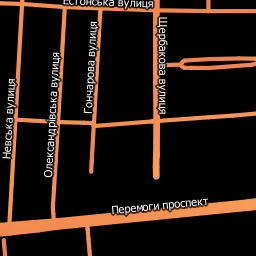 Естонська вулиця
Щербакова вулиця
Гончарова вулиця
Олександрівська вулиця
Невська вулиця
Перемоги проспект